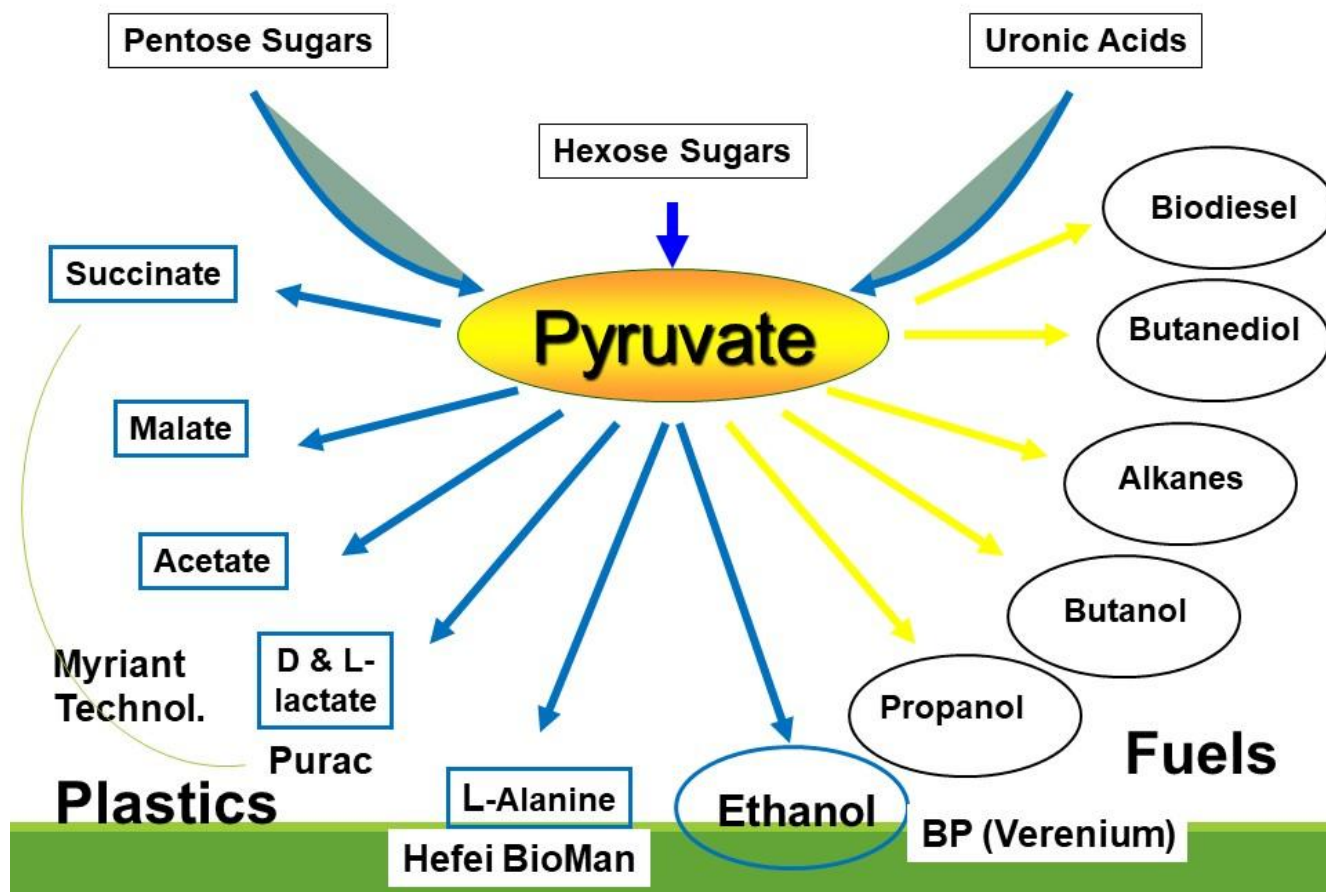 Pentose Sugars
Uronic Acids
Hexose Sugars
Biodiesel
Succinate
Pyruvate
Butanediol
Malate
Alkanes
Acetate
Butanol
Myriant
Technol.
D & L-
lactate
Propanol
Purac
Fuels
Plastics
L-Alanine
Ethanol
BP (Verenium)
Hefei BioMan